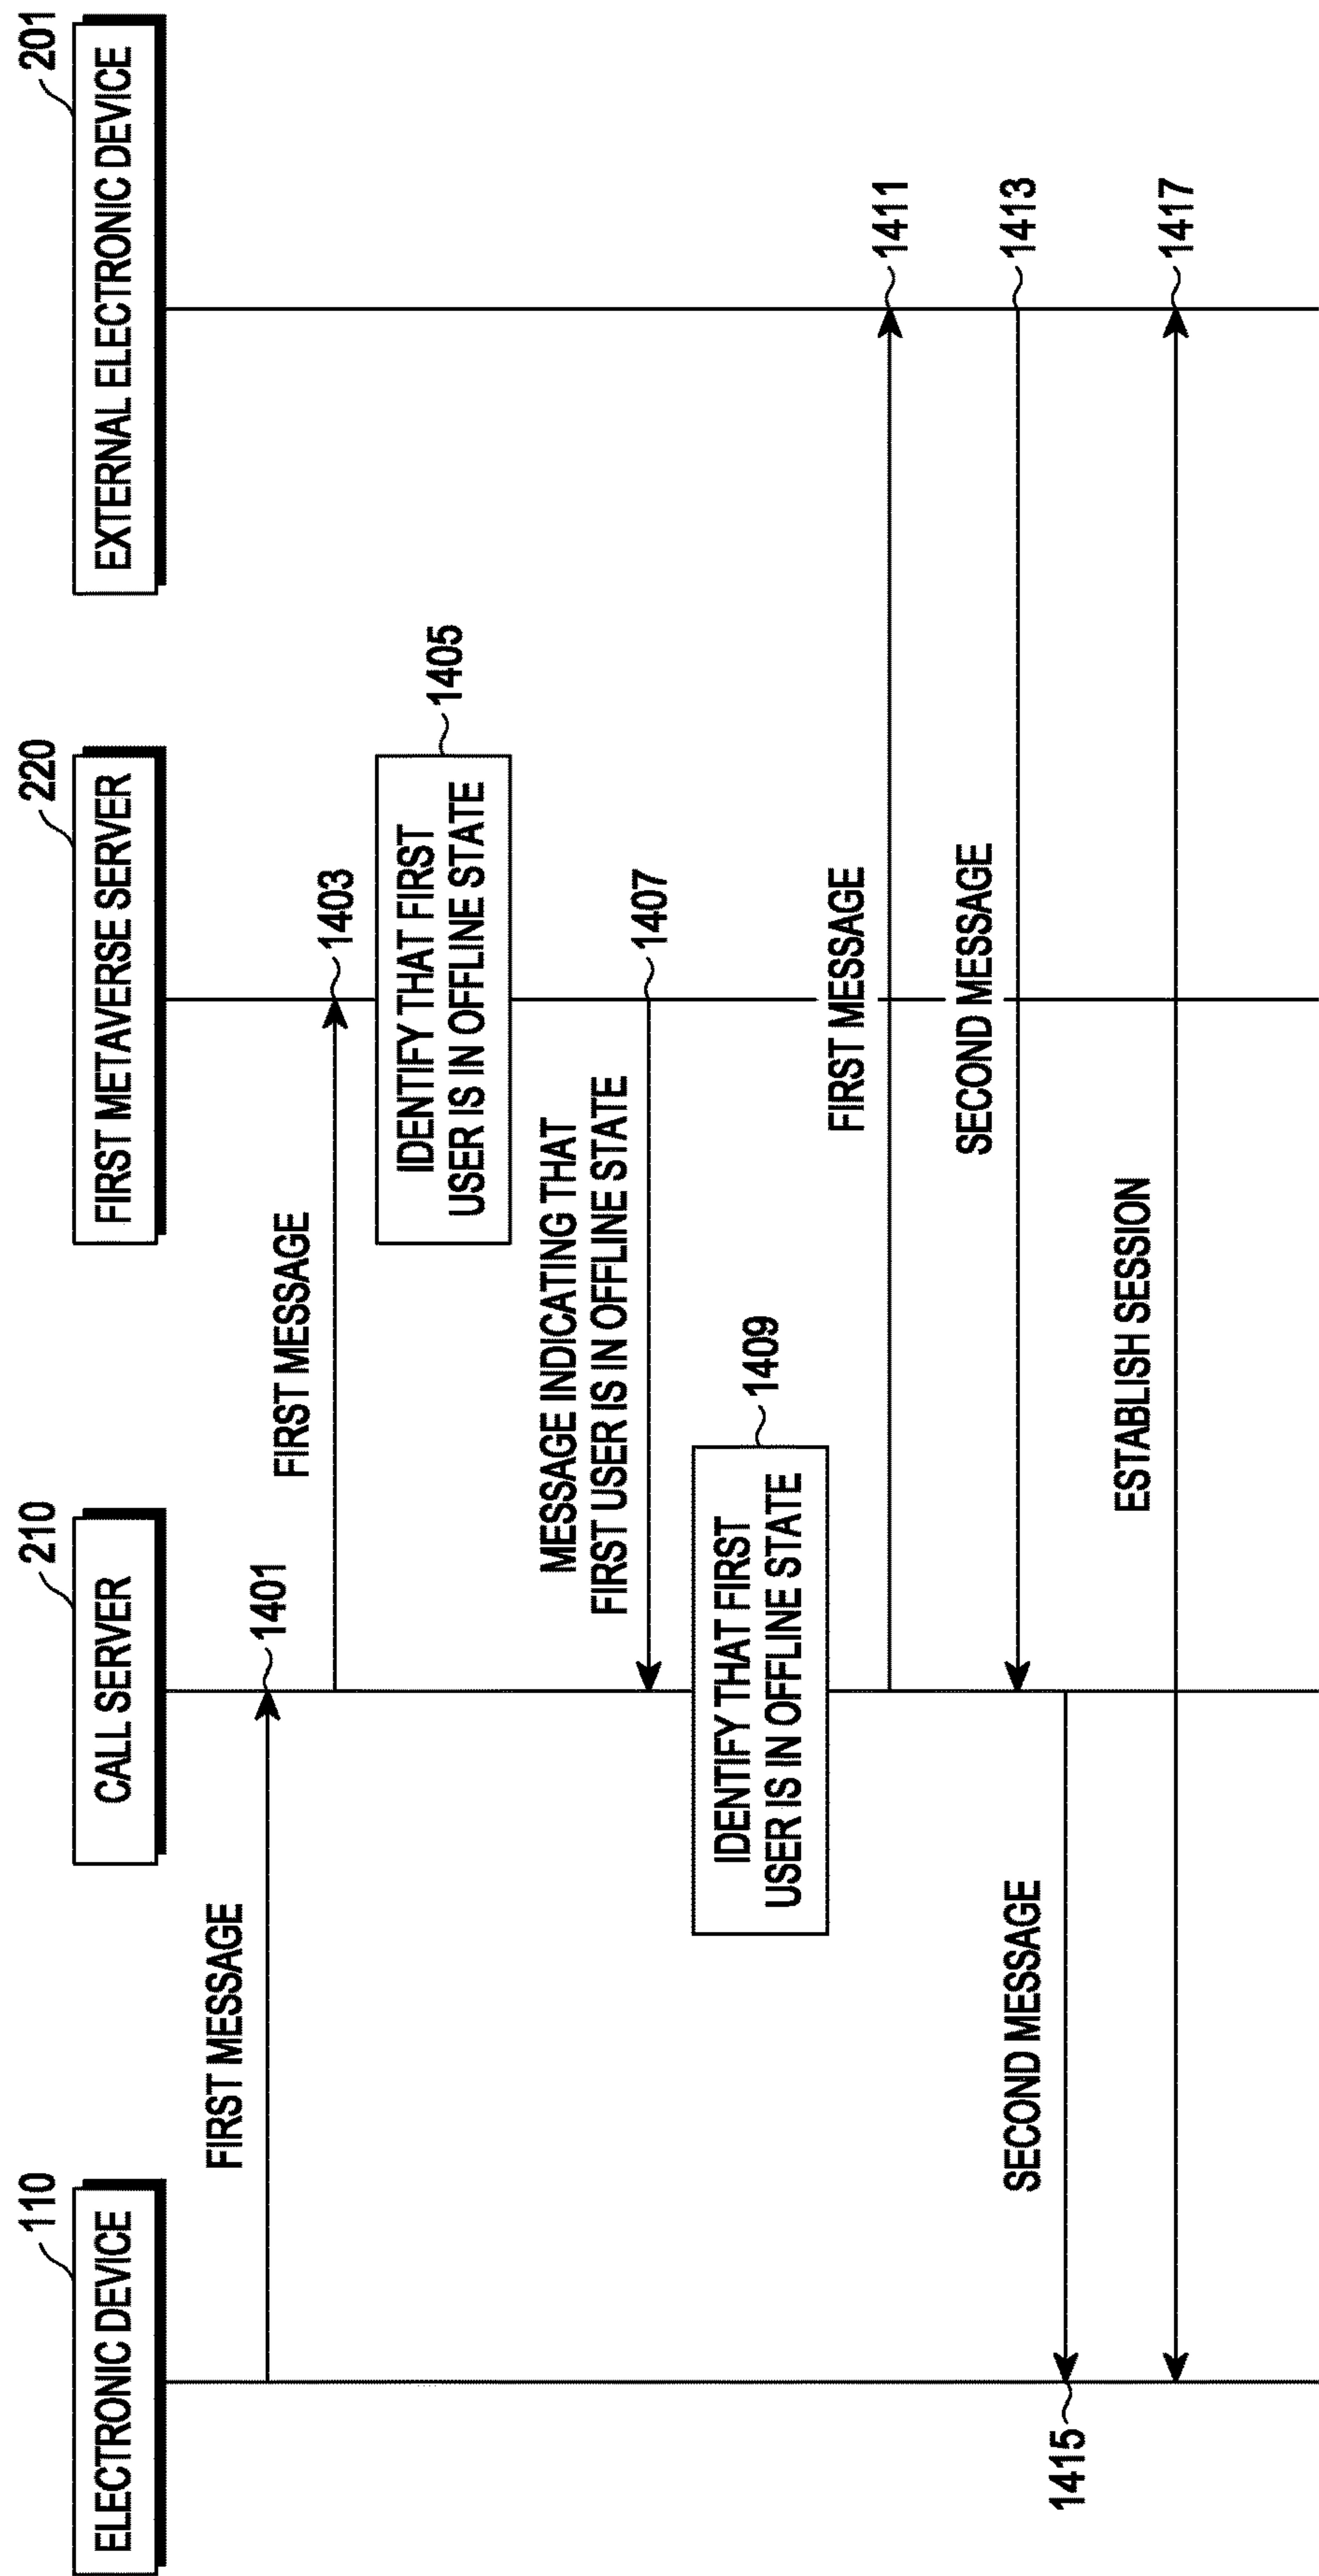 110
ELECTRONIC DEVICE
210
CALL SERVER
220
FIRST METAVERSE SERVER
201
EXTERNAL ELECTRONIC DEVICE
FIRST MESSAGE
1401
FIRST MESSAGE
1403
IDENTIFY THAT FIRST
USER IS IN OFFLINE STATE
1405
MESSAGE INDICATING THAT
FIRST USER IS IN OFFLINE STATE
1407
IDENTIFY THAT FIRST
USER IS IN OFFLINE STATE
1409
FIRST MESSAGE
1411
SECOND MESSAGE
1413
SECOND MESSAGE
1415
ESTABLISH SESSION
1417